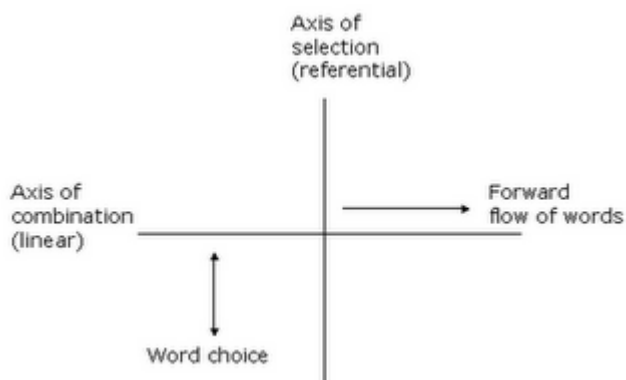 Axis of
selection
(referential)
Axis of
combination
(linear)
Forward
flow of words
Word choice